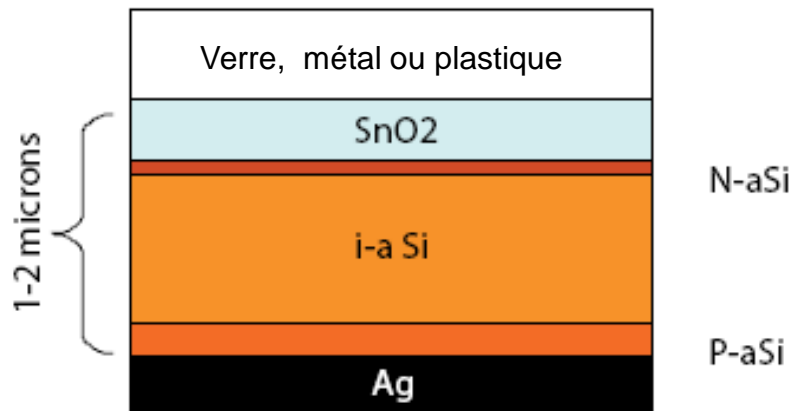 Verre, métal ou plastique
SnO2
N-aSi
1-2 microns
i-a Si
P-aSi
Ag